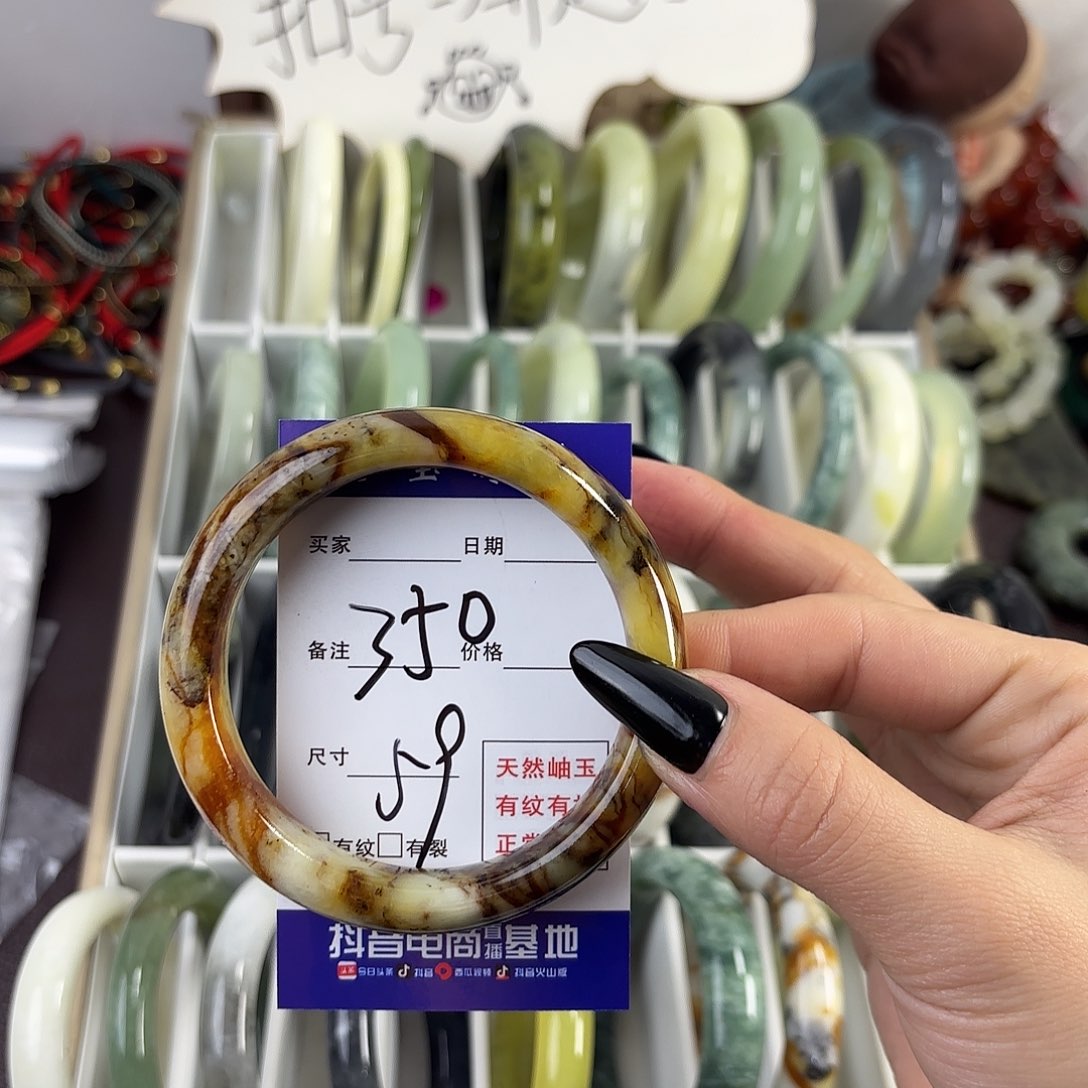 买家 日期
350
备注 价格
尺寸 59
天然岫玉
有纹有
正常
有纹 有裂
抖音电商直播基地
今日头条 抖音 西瓜视频 抖音火山版